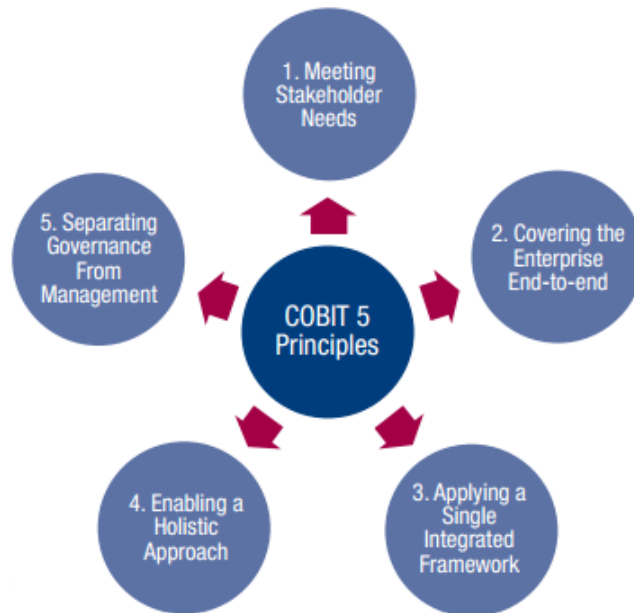 1. Meeting
Stakeholder
Needs
2. Covering the
Enterprise
End-to-end
3. Applying a
Single
Integrated
Framework
4. Enabling a
Holistic
Approach
5. Separating
Governance
From
Management
COBIT 5
Principles